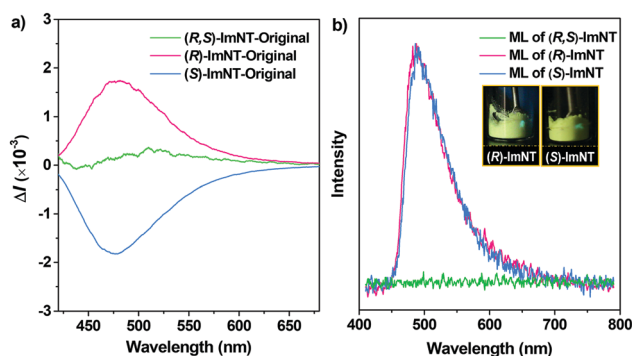 a)
(R,S)-ImNT-Original
(R)-ImNT-Original
(S)-ImNT-Original
ΔI (×10⁻³)
3
2
1
0
-1
-2
-3
450 500 550 600 650
Wavelength (nm)
b)
ML of (R,S)-ImNT
ML of (R)-ImNT
ML of (S)-ImNT
(R)-ImNT (S)-ImNT
Intensity
400 500 600 700 800
Wavelength (nm)